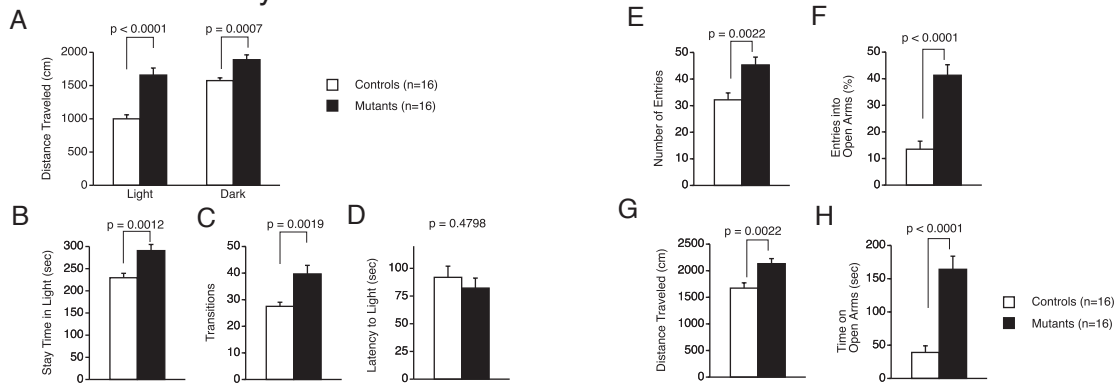 A
p < 0.0001
p = 0.0007
Distance Traveled (cm)
2000
1500
1000
500
0
Light
Dark
Controls (n=16)
Mutants (n=16)
B
p = 0.0012
Stay Time in Light (sec)
300
250
200
150
100
50
0
C
p = 0.0019
Transitions
50
40
30
20
10
0
D
p = 0.4798
Latency to Light (sec)
100
75
50
25
0
E
p = 0.0022
Number of Entries
50
40
30
20
10
0
F
p < 0.0001
Entries into
Open Arms (%)
50
40
30
20
10
0
G
p = 0.0022
Distance Traveled (cm)
2500
2000
1500
1000
500
0
H
p < 0.0001
Time on
Open Arms (sec)
200
150
100
50
0
Controls (n=16)
Mutants (n=16)